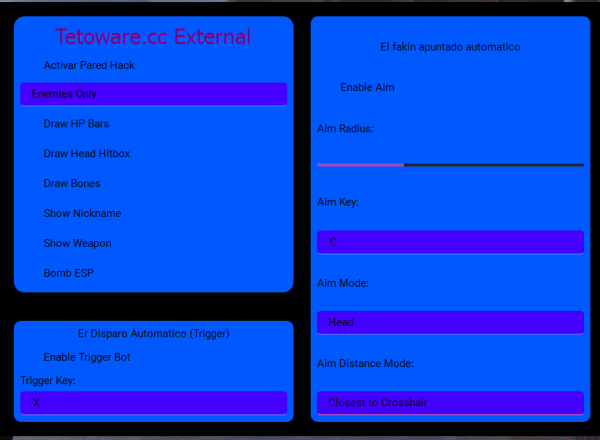 Tetoware.cc External
Activar Pared Hack
Enemies Only
Draw HP Bars
Draw Head Hitbox
Draw Bones
Show Nickname
Show Weapon
Bomb ESP
Er Disparo Automatico (Trigger)
Enable Trigger Bot
Trigger Key:
X
El fakin apuntado automatico
Enable Aim
Aim Radius:
Aim Key:
C
Aim Mode:
Head
Aim Distance Mode:
Closest to Crosshair